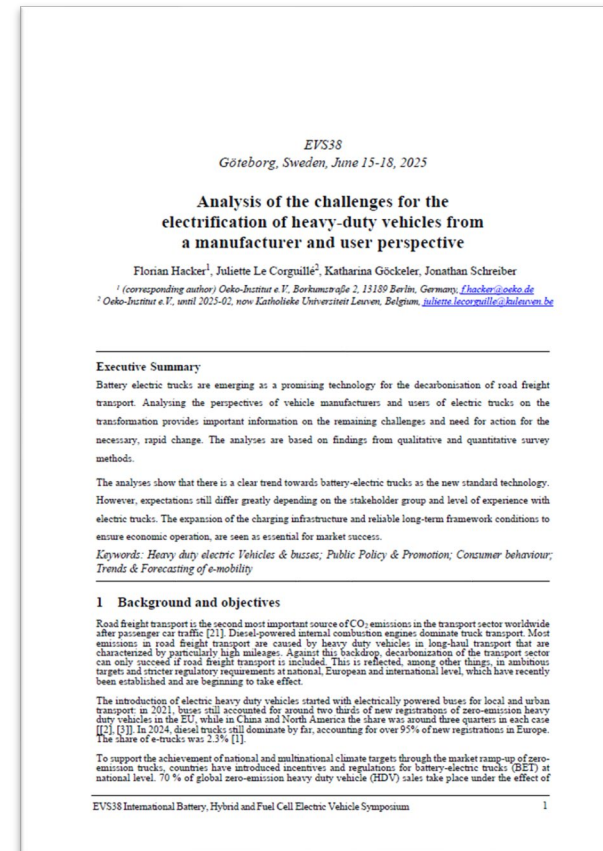 EVS38
Göteborg, Sweden, June 15-18, 2025
Analysis of the challenges for the
electrification of heavy-duty vehicles from
a manufacturer and user perspective
Florian Hacker1, Juliette Le Corguillé2, Katharina Göckeler, Jonathan Schreiber
1 (corresponding author) Oeko-Institut e.V., Borkumstraße 2, 13189 Berlin, Germany, f.hacker@oeko.de
2 Oeko-Institut e.V., until 2025-02, now Katholieke Univerziteit Leuven, Belgium, juliette.lecorguille@kuleuven.be
Executive Summary
Battery electric trucks are emerging as a promising technology for the decarbonisation of road freight
transport. Analysing the perspectives of vehicle manufacturers and users of electric trucks on the
transformation provides important information on the remaining challenges and need for action for the
necessary, rapid change. The analyses are based on findings from qualitative and quantitative survey
methods.
The analyses show that there is a clear trend towards battery-electric trucks as the new standard technology.
However, expectations still differ greatly depending on the stakeholder group and level of experience with
electric trucks. The expansion of the charging infrastructure and reliable long-term framework conditions to
ensure economic operation, are seen as essential for market success.
Keywords: Heavy duty electric Vehicles & busses; Public Policy & Promotion; Consumer behaviour;
Trends & Forecasting of e-mobility
1 Background and objectives
Road freight transport is the second most important source of CO2 emissions in the transport sector worldwide
after passenger car traffic [21]. Diesel-powered internal combustion engines dominate truck transport. Most
emissions in road freight transport are caused by heavy duty vehicles in long-haul transport that are
characterized by particularly high mileages. Against this backdrop, decarbonization of the transport sector
can only succeed if road freight transport is included. This is reflected, among other things, in ambitious
targets and stricter regulatory requirements at national, European and international level, which have recently
been established and are beginning to take effect.
The introduction of electric heavy duty vehicles started with electrically powered buses for local and urban
transport: in 2021, buses still accounted for around two thirds of new registrations of zero-emission heavy
duty vehicles in the EU, while in China and North America the share was around three quarters in each case
[[2], [3]]. In 2024, diesel trucks still dominate by far, accounting for over 95% of new registrations in Europe.
The share of e-trucks was 2.3% [1].
To support the achievement of national and multinational climate targets through the market ramp-up of zero-
emission trucks, countries have introduced incentives and regulations for battery-electric trucks (BET) at
national level. 70 % of global zero-emission heavy duty vehicle (HDV) sales take place under the effect of
EVS38 International Battery, Hybrid and Fuel Cell Electric Vehicle Symposium 1